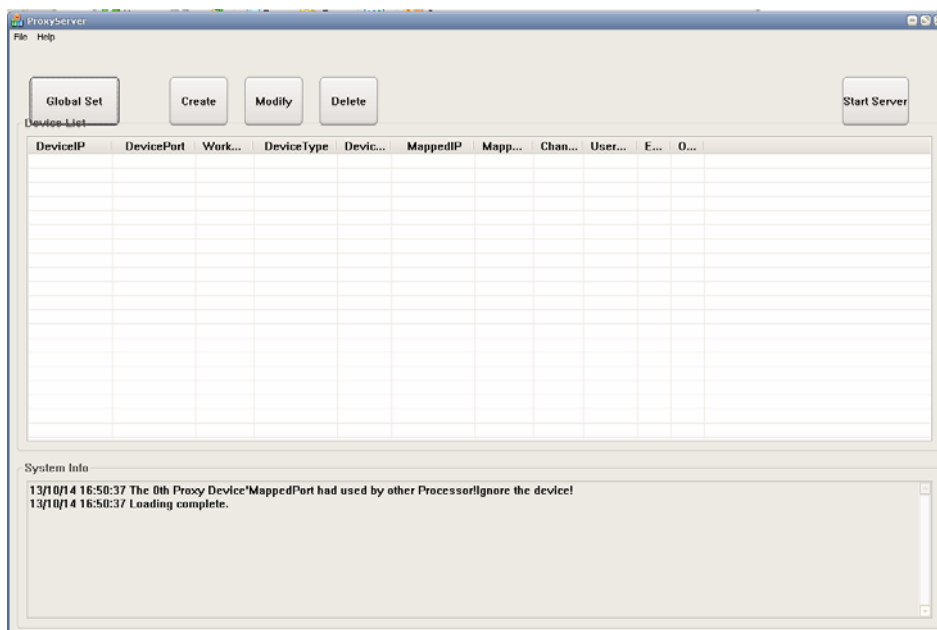 ProxyServer
File Help
Global Set Create Modify Delete Start Server
Device List
DeviceIP DevicePort Work... DeviceType Devic... MappedIP Mapp... Chan... User... E... O...
System Info
13/10/14 16:50:37 The 0th Proxy Device'MappedPort had used by other Processor!Ignore the device!
13/10/14 16:50:37 Loading complete.